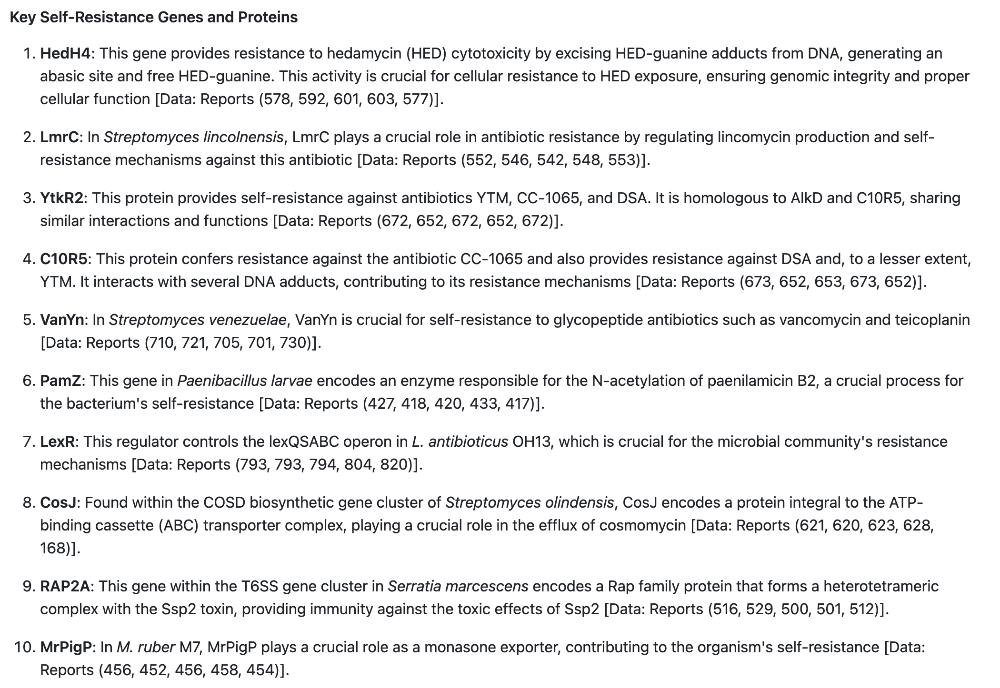 Key Self-Resistance Genes and Proteins
1. HedH4: This gene provides resistance to hedamycin (HED) cytotoxicity by excising HED-guanine adducts from DNA, generating an
abasic site and free HED-guanine. This activity is crucial for cellular resistance to HED exposure, ensuring genomic integrity and proper
cellular function [Data: Reports (578, 592, 601, 603, 577)].
2. LmrC: In Streptomyces lincolnensis, LmrC plays a crucial role in antibiotic resistance by regulating lincomycin production and self-
resistance mechanisms against this antibiotic [Data: Reports (552, 546, 542, 548, 553)].
3. YtkR2: This protein provides self-resistance against antibiotics YTM, CC-1065, and DSA. It is homologous to AlkD and C10R5, sharing
similar interactions and functions [Data: Reports (672, 652, 672, 652, 672)].
4. C10R5: This protein confers resistance against the antibiotic CC-1065 and also provides resistance against DSA and, to a lesser extent,
YTM. It interacts with several DNA adducts, contributing to its resistance mechanisms [Data: Reports (673, 652, 653, 673, 652)].
5. VanYn: In Streptomyces venezuelae, VanYn is crucial for self-resistance to glycopeptide antibiotics such as vancomycin and teicoplanin
[Data: Reports (710, 721, 705, 701, 730)].
6. PamZ: This gene in Paenibacillus larvae encodes an enzyme responsible for the N-acetylation of paenilamicin B2, a crucial process for
the bacterium's self-resistance [Data: Reports (427, 418, 420, 433, 417)].
7. LexR: This regulator controls the lexQSABC operon in L. antibioticus OH13, which is crucial for the microbial community's resistance
mechanisms [Data: Reports (793, 793, 794, 804, 820)].
8. CosJ: Found within the COSD biosynthetic gene cluster of Streptomyces olindensis, CosJ encodes a protein integral to the ATP-
binding cassette (ABC) transporter complex, playing a crucial role in the efflux of cosmomycin [Data: Reports (621, 620, 623, 628,
168)].
9. RAP2A: This gene within the T6SS gene cluster in Serratia marcescens encodes a Rap family protein that forms a heterotetrameric
complex with the Ssp2 toxin, providing immunity against the toxic effects of Ssp2 [Data: Reports (516, 529, 500, 501, 512)].
10. MrPigP: In M. ruber M7, MrPigP plays a crucial role as a monasone exporter, contributing to the organism's self-resistance [Data:
Reports (456, 452, 456, 458, 454)].